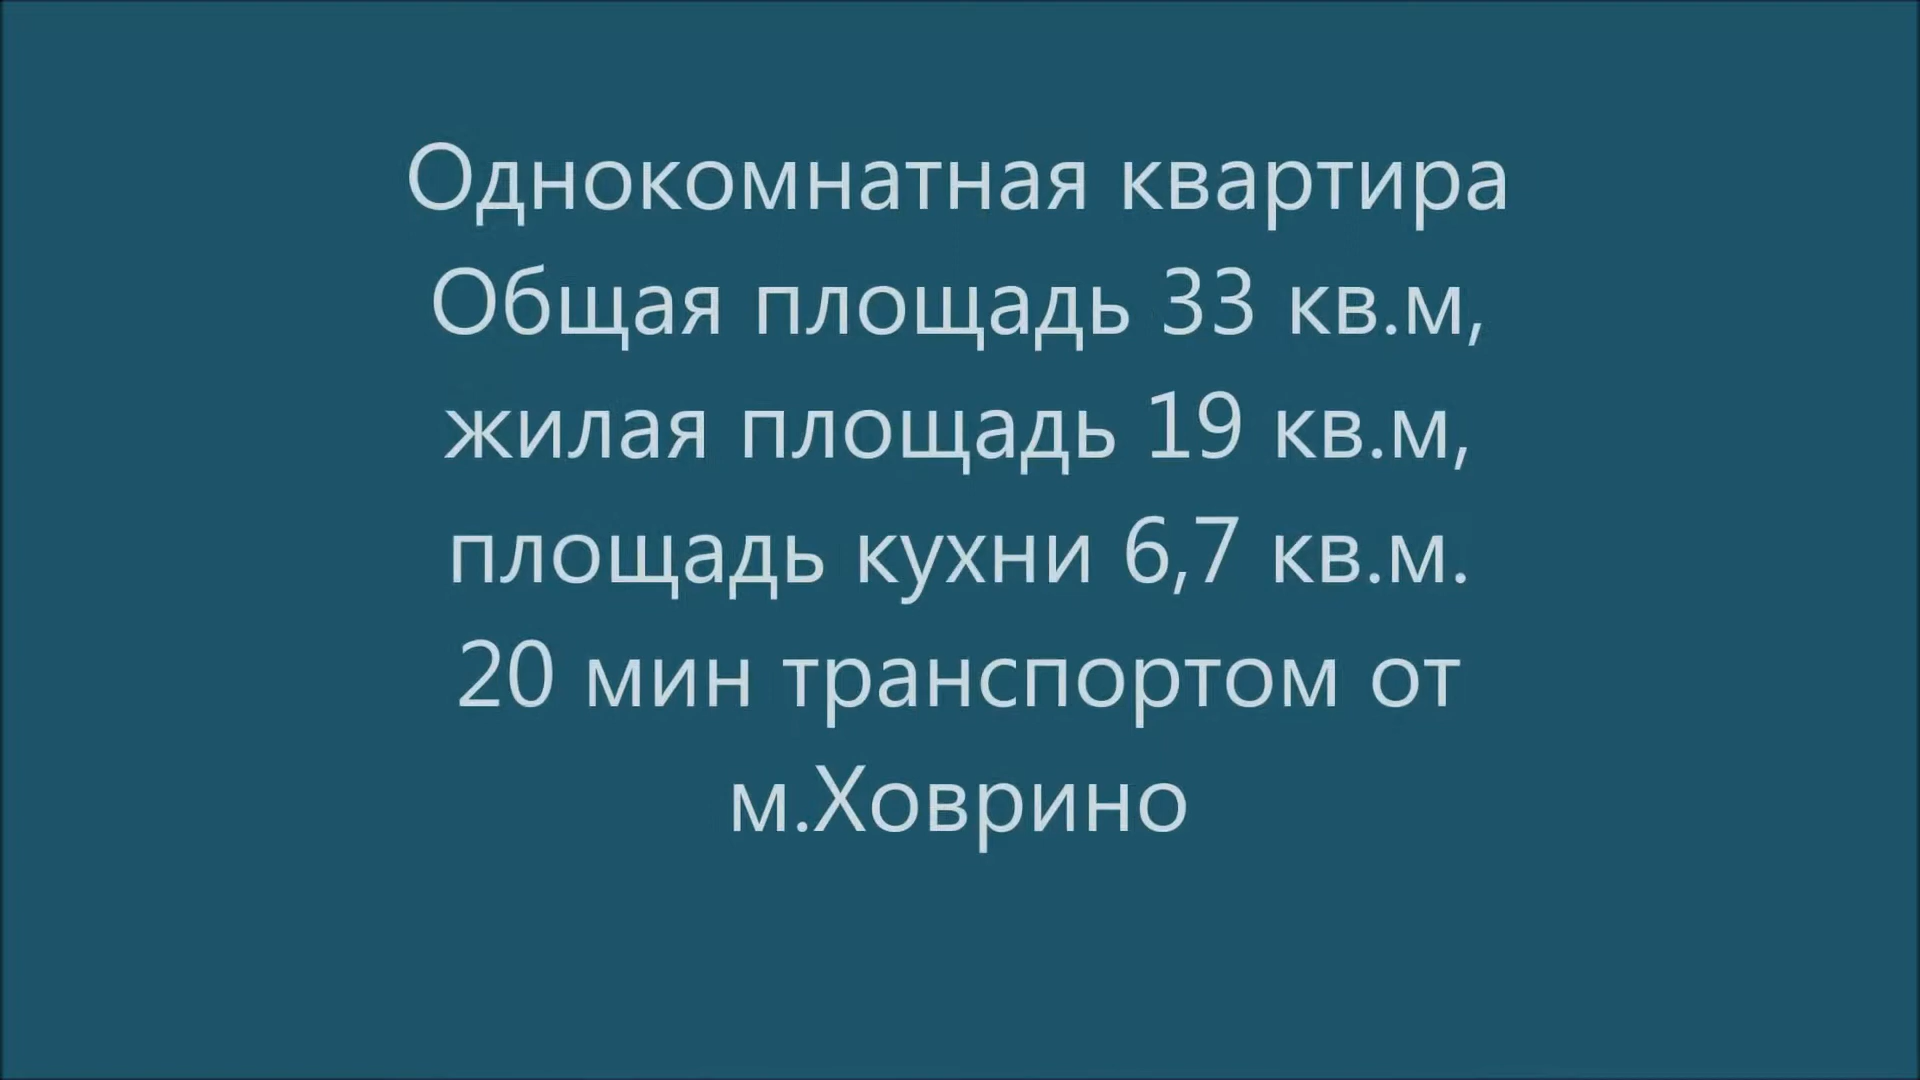 Однокомнатная квартира
Общая площадь 33 кв.м,
жилая площадь 19 кв.м,
площадь кухни 6,7 кв.м.
20 мин транспортом от
м.Ховрино